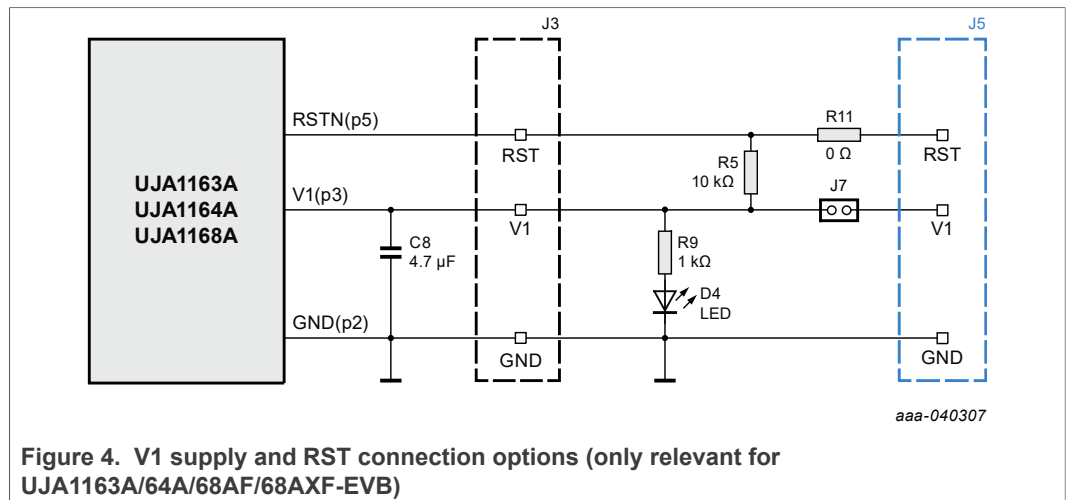 J3
J5
RSTN(p5)
RST
R11
0 Ω
RST
R5
10 kΩ
UJA1163A
UJA1164A
UJA1168A
V1(p3)
V1
J7
V1
C8
4.7 μF
R9
1 kΩ
D4
LED
GND(p2)
GND
GND
aaa-040307
Figure 4. V1 supply and RST connection options (only relevant for
UJA1163A/64A/68AF/68AXF-EVB)